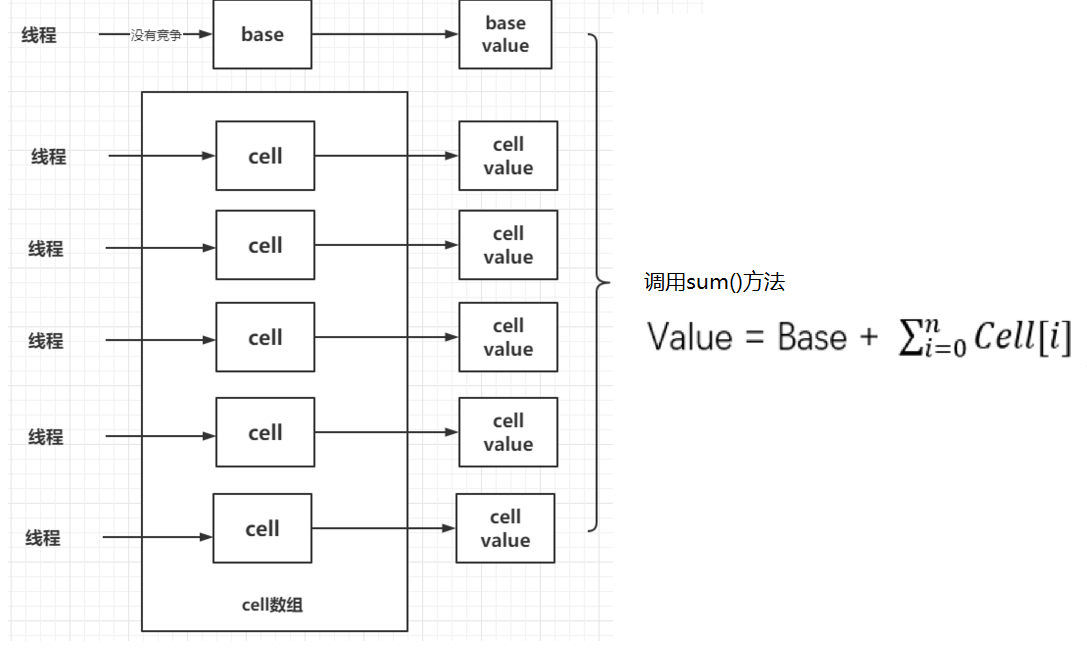 线程
没有竞争
base
base
value
线程
cell
cell
value
线程
cell
cell
value
线程
cell
cell
value
线程
cell
cell
value
线程
cell
cell
value
cell数组
调用sum()方法
Value = Base + ∑ⁿᵢ₌₀ Cell[i]